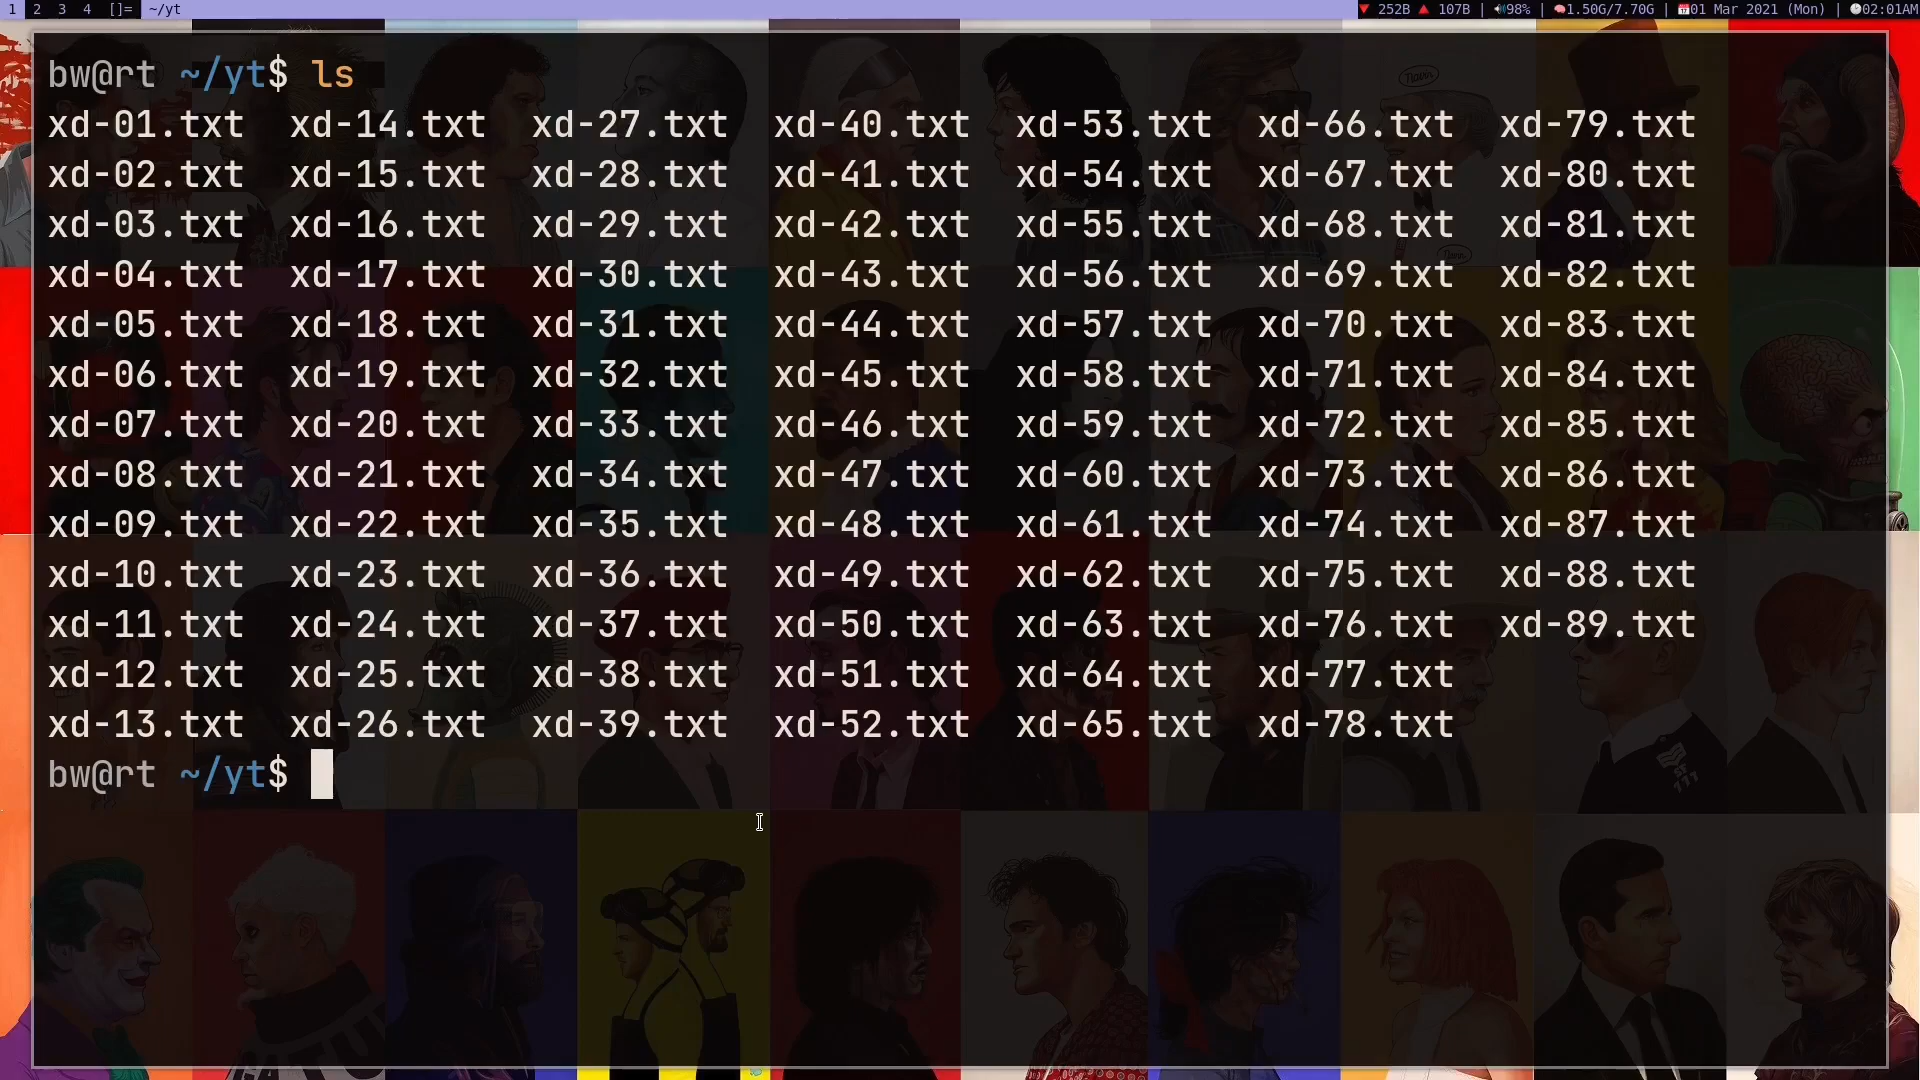 1 2 3 4 []= ~/yt 252B 107B | 98% | 1.50G/7.70G | 01 Mar 2021 (Mon) | 02:01AM
bw@rt ~/yt$ ls
xd-01.txt xd-14.txt xd-27.txt xd-40.txt xd-53.txt xd-66.txt xd-79.txt
xd-02.txt xd-15.txt xd-28.txt xd-41.txt xd-54.txt xd-67.txt xd-80.txt
xd-03.txt xd-16.txt xd-29.txt xd-42.txt xd-55.txt xd-68.txt xd-81.txt
xd-04.txt xd-17.txt xd-30.txt xd-43.txt xd-56.txt xd-69.txt xd-82.txt
xd-05.txt xd-18.txt xd-31.txt xd-44.txt xd-57.txt xd-70.txt xd-83.txt
xd-06.txt xd-19.txt xd-32.txt xd-45.txt xd-58.txt xd-71.txt xd-84.txt
xd-07.txt xd-20.txt xd-33.txt xd-46.txt xd-59.txt xd-72.txt xd-85.txt
xd-08.txt xd-21.txt xd-34.txt xd-47.txt xd-60.txt xd-73.txt xd-86.txt
xd-09.txt xd-22.txt xd-35.txt xd-48.txt xd-61.txt xd-74.txt xd-87.txt
xd-10.txt xd-23.txt xd-36.txt xd-49.txt xd-62.txt xd-75.txt xd-88.txt
xd-11.txt xd-24.txt xd-37.txt xd-50.txt xd-63.txt xd-76.txt xd-89.txt
xd-12.txt xd-25.txt xd-38.txt xd-51.txt xd-64.txt xd-77.txt
xd-13.txt xd-26.txt xd-39.txt xd-52.txt xd-65.txt xd-78.txt
bw@rt ~/yt$